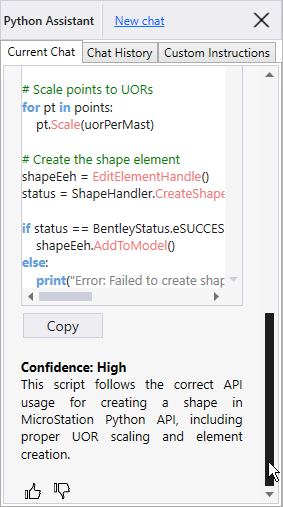 Python Assistant New chat
Current Chat Chat History Custom Instructions
# Scale points to UORs
for pt in points:
pt.Scale(uorPerMast)
# Create the shape element
shapeEeh = EditElementHandle()
status = ShapeHandler.CreateShape
if status == BentleyStatus.eSUCCES
shapeEeh.AddToModel()
else:
print("Error: Failed to create shap
Copy
Confidence: High
This script follows the correct API
usage for creating a shape in
MicroStation Python API, including
proper UOR scaling and element
creation.